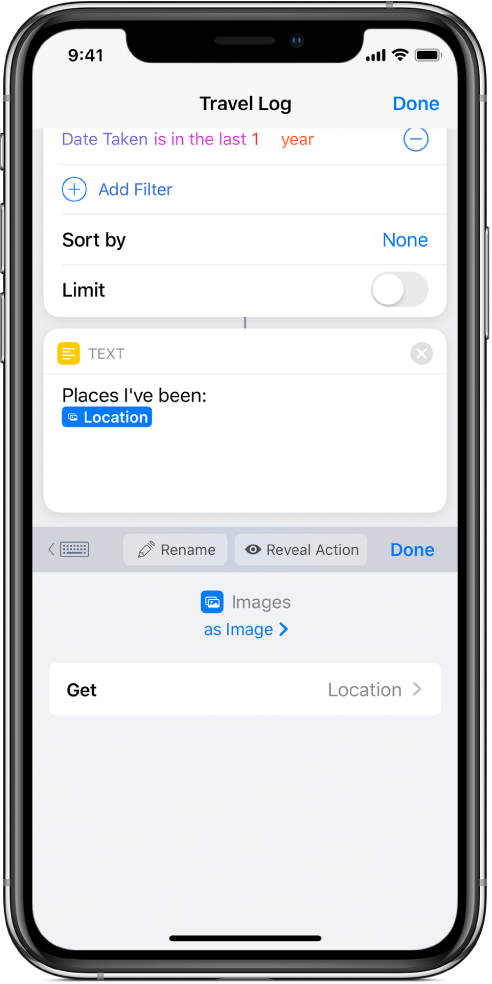 9:41
Travel Log Done
Date Taken is in the last 1 year
Add Filter
Sort by None
Limit
TEXT
Places I've been:
Location
Rename Reveal Action Done
Images
as Image
Get Location